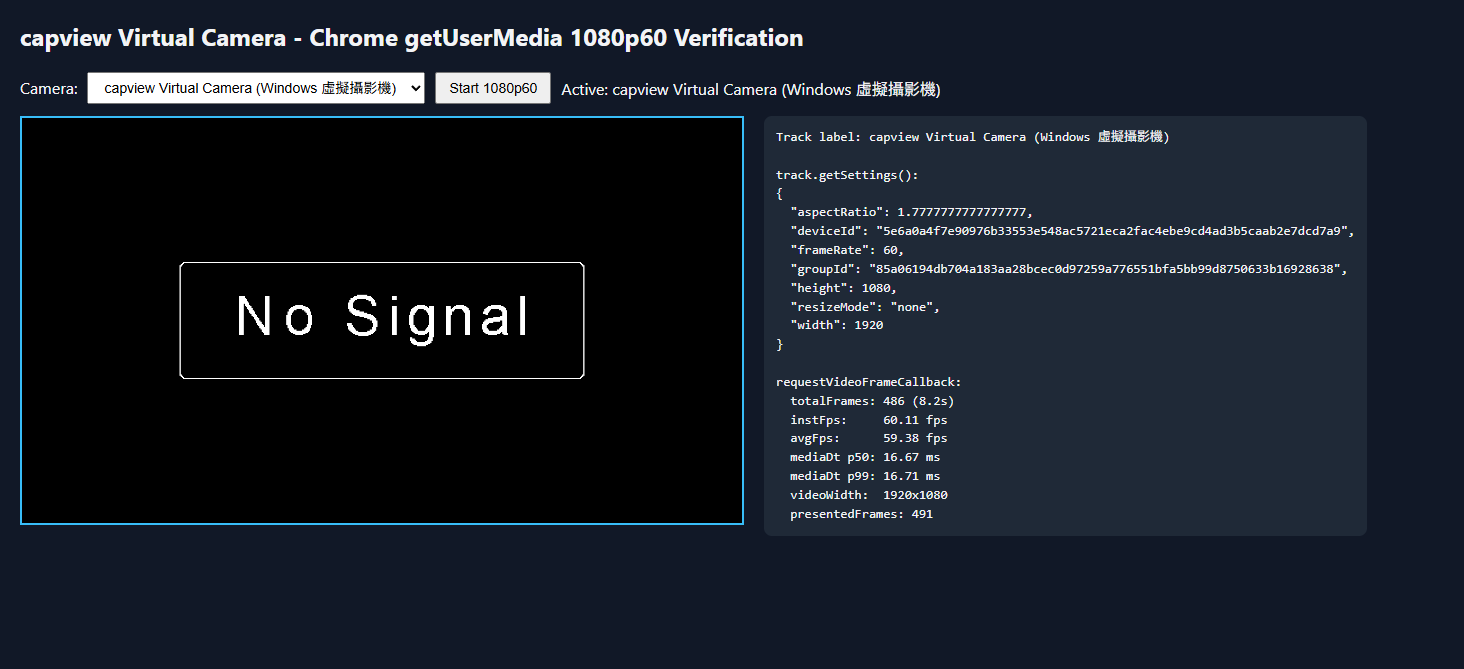 capview Virtual Camera - Chrome getUserMedia 1080p60 Verification
Camera: capview Virtual Camera (Windows 虛擬攝影機) Start 1080p60 Active: capview Virtual Camera (Windows 虛擬攝影機)
No Signal
Track label: capview Virtual Camera (Windows 虛擬攝影機)
track.getSettings():
{
"aspectRatio": 1.7777777777777777,
"deviceId": "5e6a0a4f7e90976b33553e548ac5721eca2fac4ebe9cd4ad3b5caab2e7dcd7a9",
"frameRate": 60,
"groupId": "85a06194db704a183aa28bcec0d97259a776551bfa5bb99d8750633b16928638",
"height": 1080,
"resizeMode": "none",
"width": 1920
}
requestVideoFrameCallback:
totalFrames: 486 (8.2s)
instFps: 60.11 fps
avgFps: 59.38 fps
mediaDt p50: 16.67 ms
mediaDt p99: 16.71 ms
videoWidth: 1920x1080
presentedFrames: 491